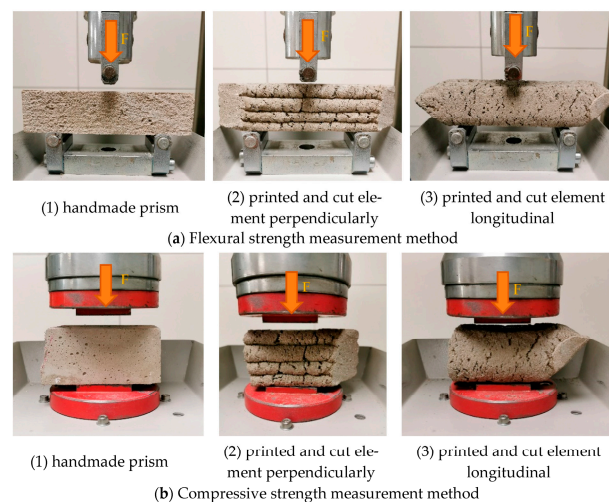 F
F
F
(1) handmade prism
(2) printed and cut ele-
ment perpendicularly
(3) printed and cut element
longitudinal
(a) Flexural strength measurement method
F
F
F
(1) handmade prism
(2) printed and cut ele-
ment perpendicularly
(3) printed and cut element
longitudinal
(b) Compressive strength measurement method